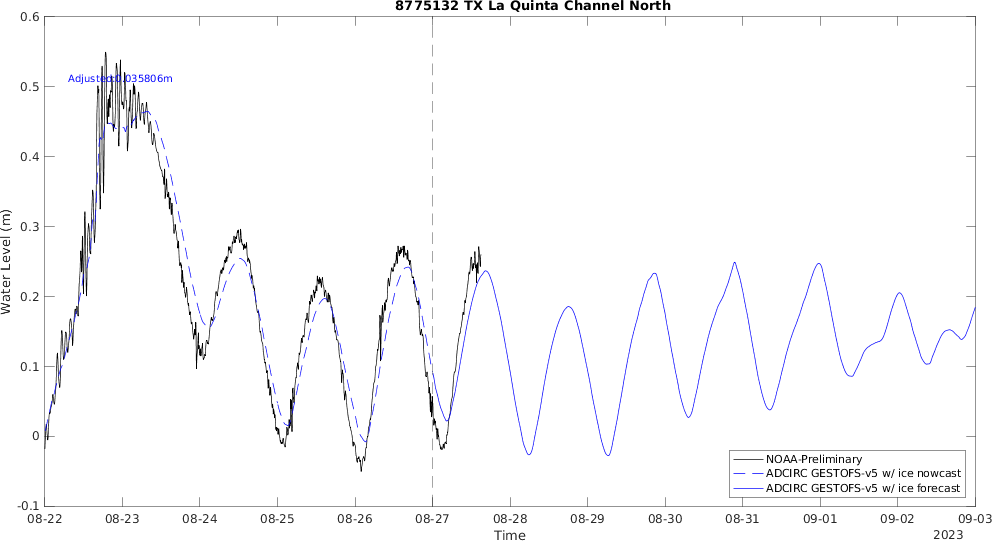 8775132 TX La Quinta Channel North
0.6
0.5
0.4
0.3
0.2
0.1
0
-0.1
Water Level (m)
Adjusted:0.035806m
NOAA-Preliminary
ADCIRC GESTOFS-v5 w/ ice nowcast
ADCIRC GESTOFS-v5 w/ ice forecast
08-22 08-23 08-24 08-25 08-26 08-27 08-28 08-29 08-30 08-31 09-01 09-02 09-03
Time
2023